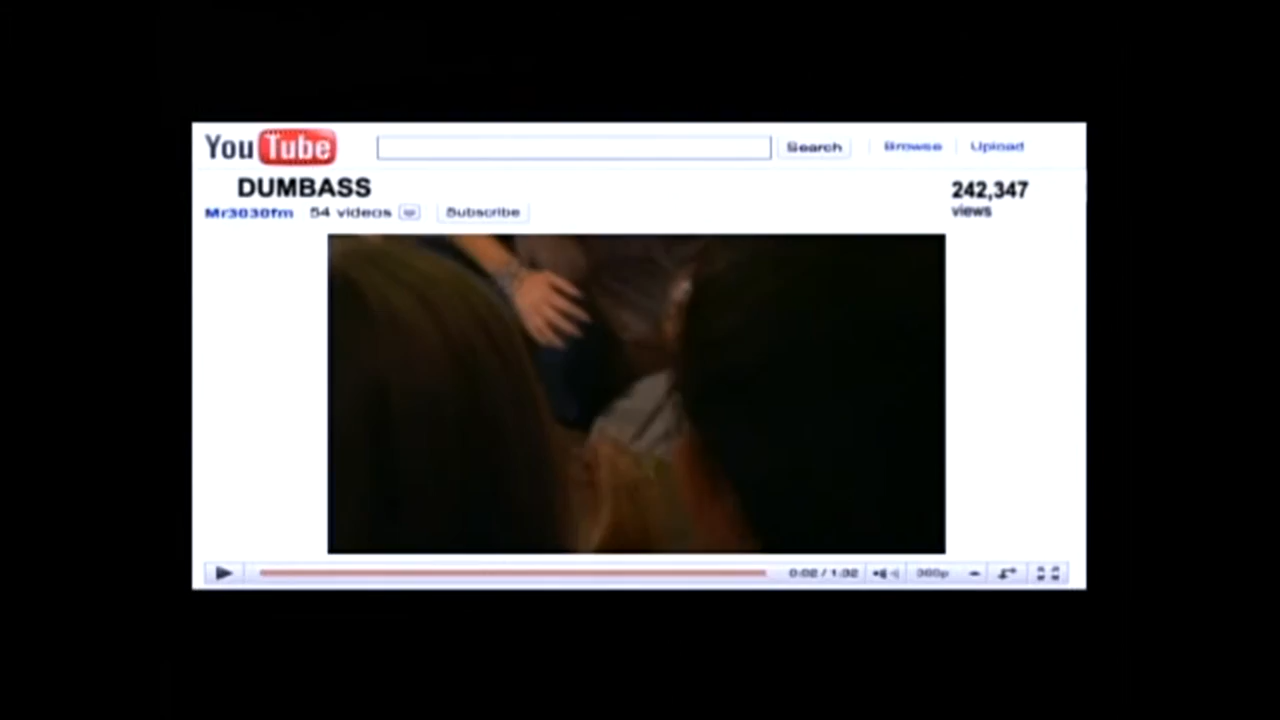 YouTube Search Browse Upload
DUMBASS
242,347
views
Mr3030fm 54 videos Subscribe
0:02 / 1:32 360p